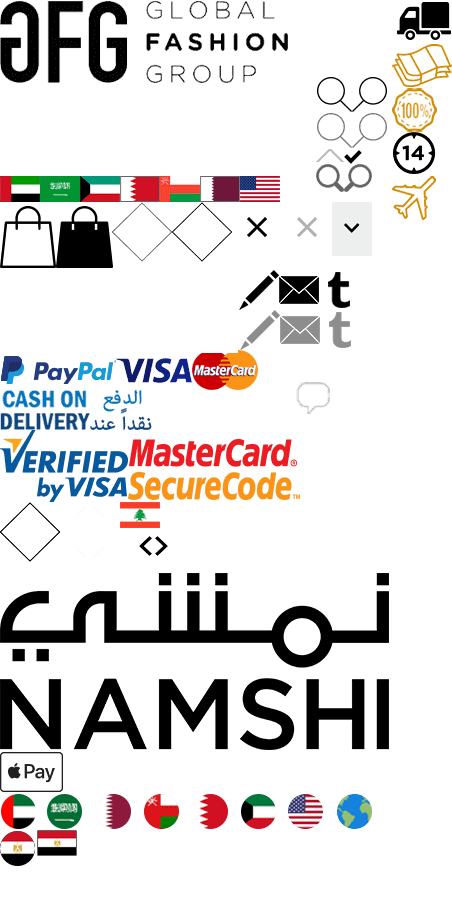 GFG GLOBAL
FASHION
GROUP
100%
14
t
t
PayPal VISA MasterCard
CASH ON الدفع
DELIVERY نقداً عند
VERIFIED MasterCard®
by VISA SecureCode™
نمشي
NAMSHI
Pay